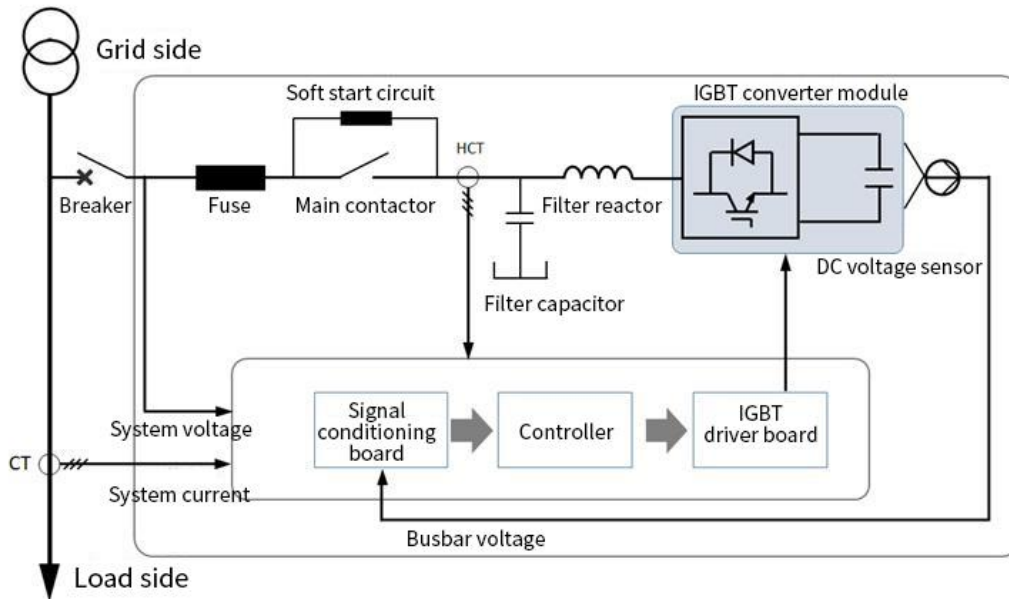 Grid side
Soft start circuit
IGBT converter module
HCT
Breaker
Fuse
Main contactor
Filter reactor
DC voltage sensor
Filter capacitor
Signal
conditioning
board
Controller
IGBT
driver board
System voltage
CT
System current
Busbar voltage
Load side